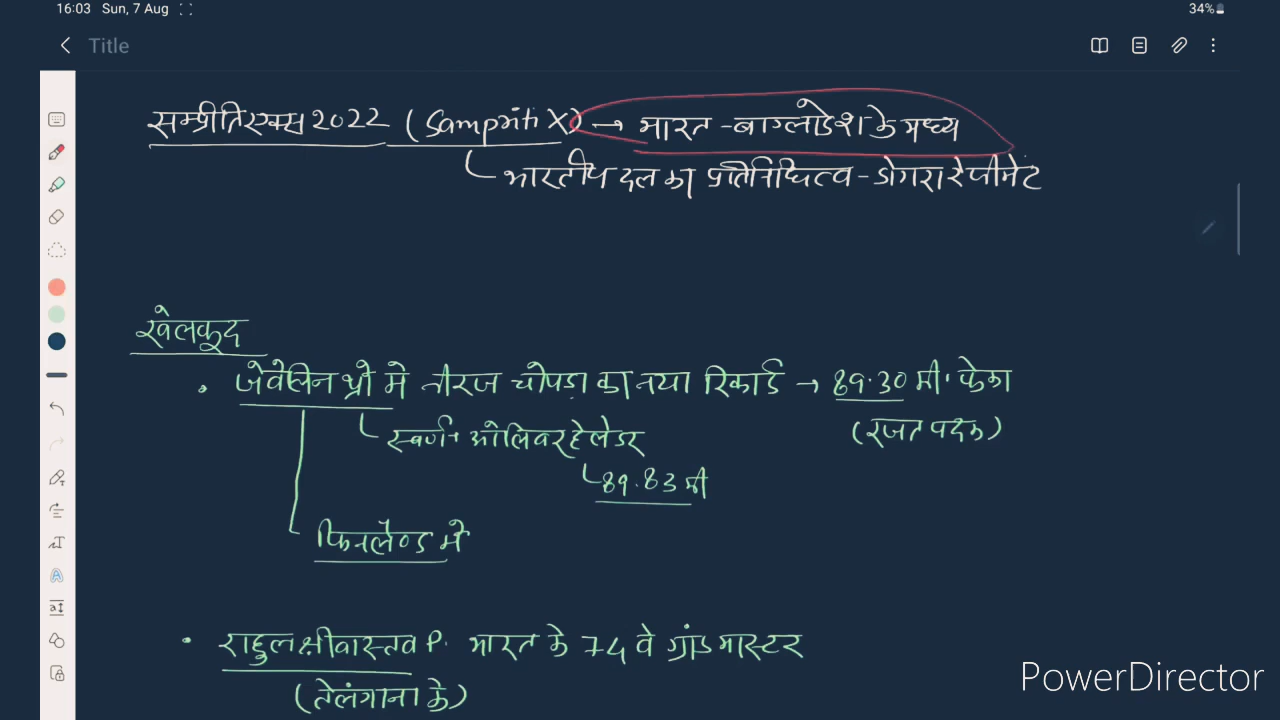 16:03 Sun, 7 Aug
34%
Title
सम्प्रीति एक्स 2022 (Sampriti X) → भारत - बाग्लादेश के मध्य
भारतीय दल का प्रतिनिधित्व - डोगरा रेजीमेंट
खेलकूद
• जेवेलिन थ्रो मे नीरज चोपडा का नया रिकार्ड → 89.30 मी. फेका
(रजत पदक)
स्वर्ण → ओलिवर हेलेडर
89.83 मी
फिनलैण्ड मे
• राहुल क्षीवास्तव P. भारत के 74 वे ग्रांड मास्टर
(तेलंगाना के)
PowerDirector